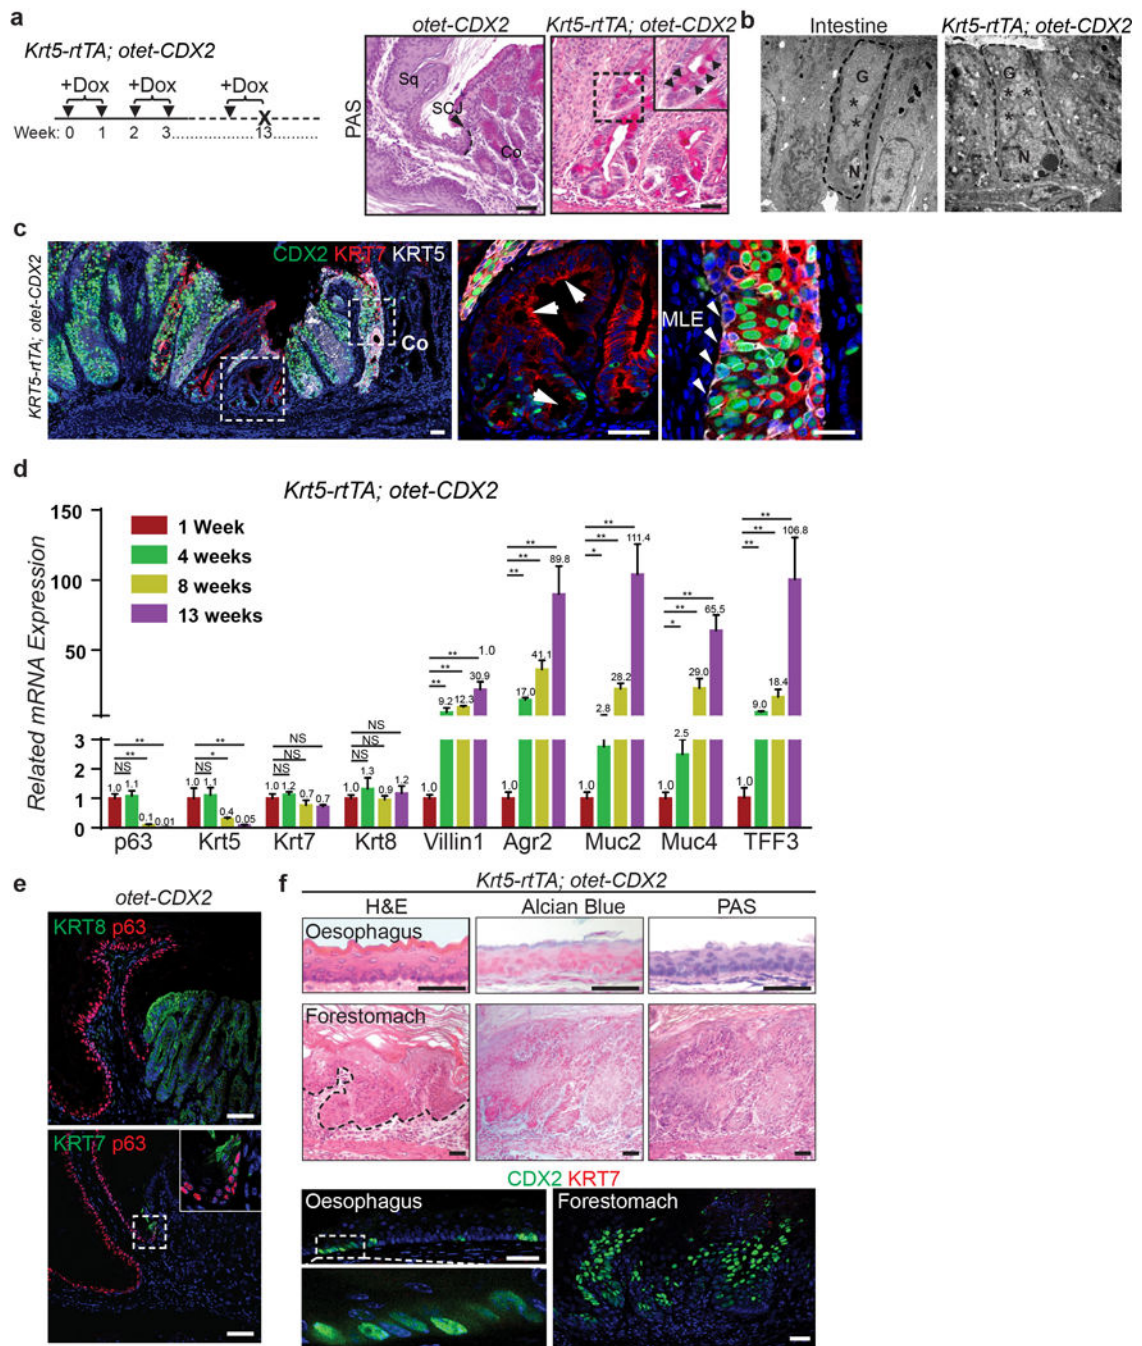 a
Krt5-rtTA; otet-CDX2
+Dox +Dox +Dox
Week: 0 1 2 3 13
X
PAS
otet-CDX2
Sq
SCJ
Co
Krt5-rtTA; otet-CDX2
b
Intestine
G
*
*
N
Krt5-rtTA; otet-CDX2
G
* *
*
N
c
KRT5-rtTA; otet-CDX2
CDX2 KRT7 KRT5
Co
MLE
d
Krt5-rtTA; otet-CDX2
Related mRNA Expression
150
100
50
3
2
1
0
1 Week
4 weeks
8 weeks
13 weeks
**
**
NS
1.0 1.1 0.1 0.01
**
*
NS
1.0 1.1 0.4 0.05
NS
NS
NS
1.0 1.2 0.7 0.7
NS
NS
NS
1.0 1.3 0.9 1.2
** 1.0
**
**
1.0 9.2 12.3 30.9
**
**
**
1.0 17.0 41.1 89.8
**
**
*
1.0 2.8 28.2 111.4
**
**
*
1.0 2.5 29.0 65.5
**
**
**
1.0 9.0 18.4 106.8
p63 Krt5 Krt7 Krt8 Villin1 Agr2 Muc2 Muc4 TFF3
e
otet-CDX2
KRT8 p63
KRT7 p63
f
Krt5-rtTA; otet-CDX2
H&E Alcian Blue PAS
Oesophagus
Forestomach
CDX2 KRT7
Oesophagus
Forestomach